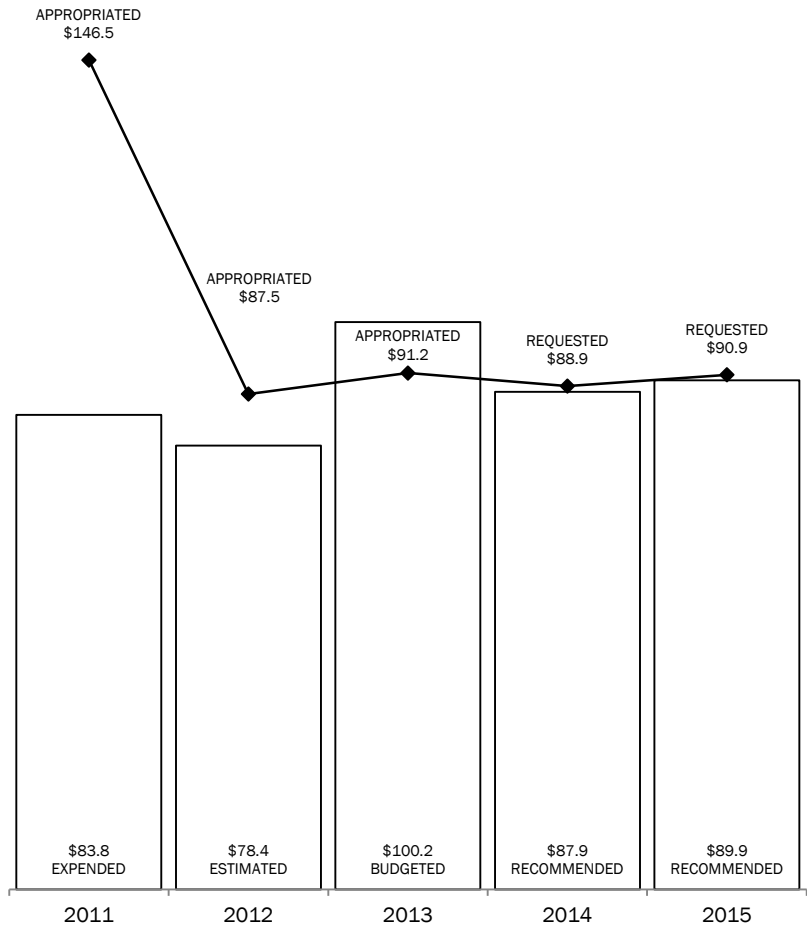 APPROPRIATED
$146.5
APPROPRIATED
$87.5
APPROPRIATED
$91.2
REQUESTED
$88.9
REQUESTED
$90.9
$83.8
EXPENDED
$78.4
ESTIMATED
$100.2
BUDGETED
$87.9
RECOMMENDED
$89.9
RECOMMENDED
2011
2012
2013
2014
2015